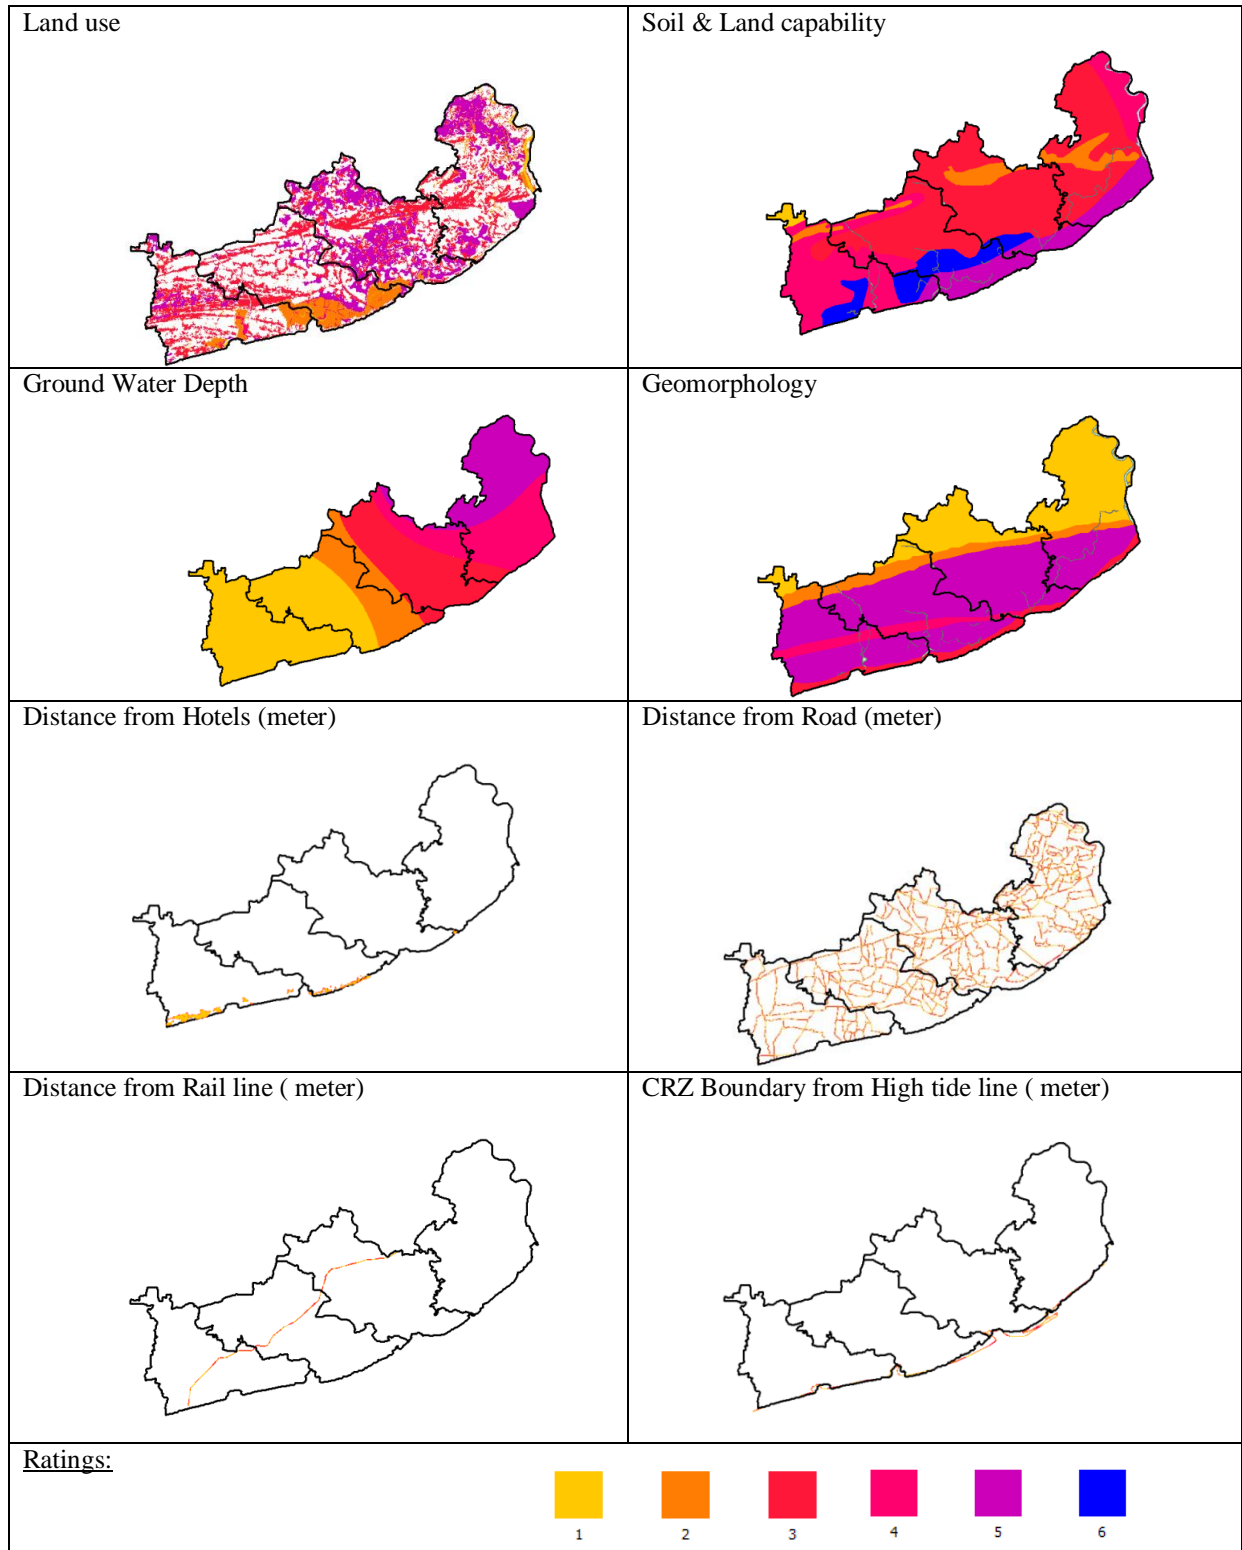 Land use
Soil & Land capability
Ground Water Depth
Geomorphology
Distance from Hotels (meter)
Distance from Road (meter)
Distance from Rail line ( meter)
CRZ Boundary from High tide line ( meter)
Ratings:
1 2 3 4 5 6